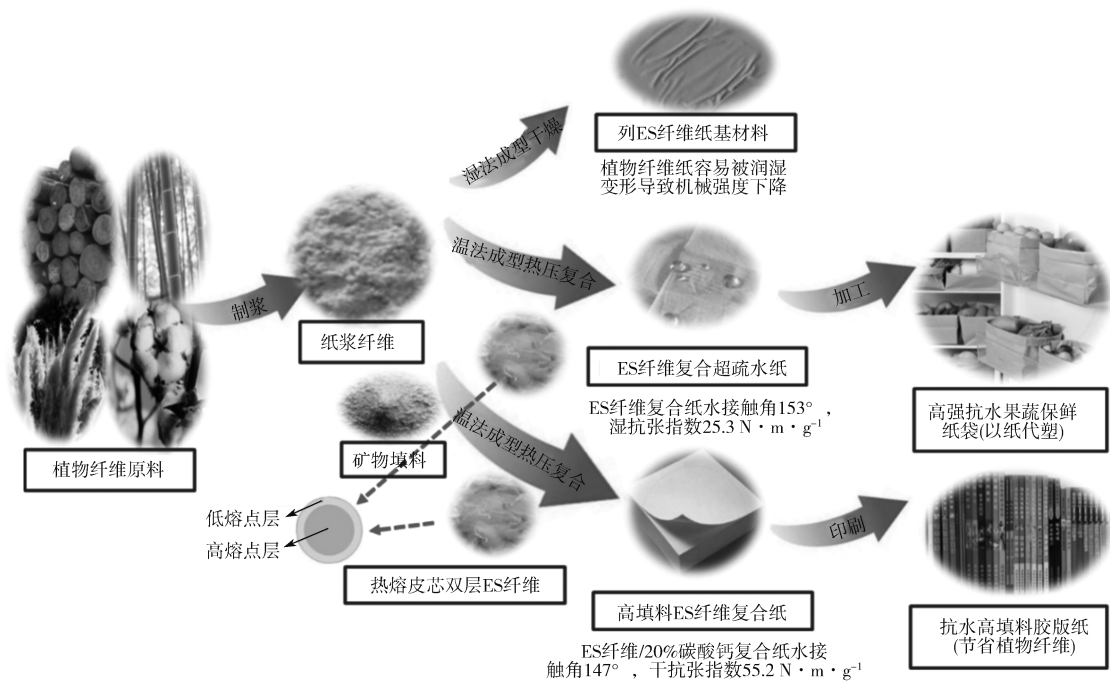 湿法成型干燥
列ES纤维纸基材料
植物纤维纸容易被润湿
变形导致机械强度下降
制浆
纸浆纤维
温法成型热压复合
加工
ES纤维复合超疏水纸
ES纤维复合纸水接触角153°，
湿抗张指数25.3 N·m·g⁻¹
高强抗水果蔬保鲜
纸袋(以纸代塑)
植物纤维原料
矿物填料
温法成型热压复合
低熔点层
高熔点层
热熔皮芯双层ES纤维
印刷
高填料ES纤维复合纸
ES纤维/20%碳酸钙复合纸水接
触角147°，干抗张指数55.2 N·m·g⁻¹
抗水高填料胶版纸
(节省植物纤维)